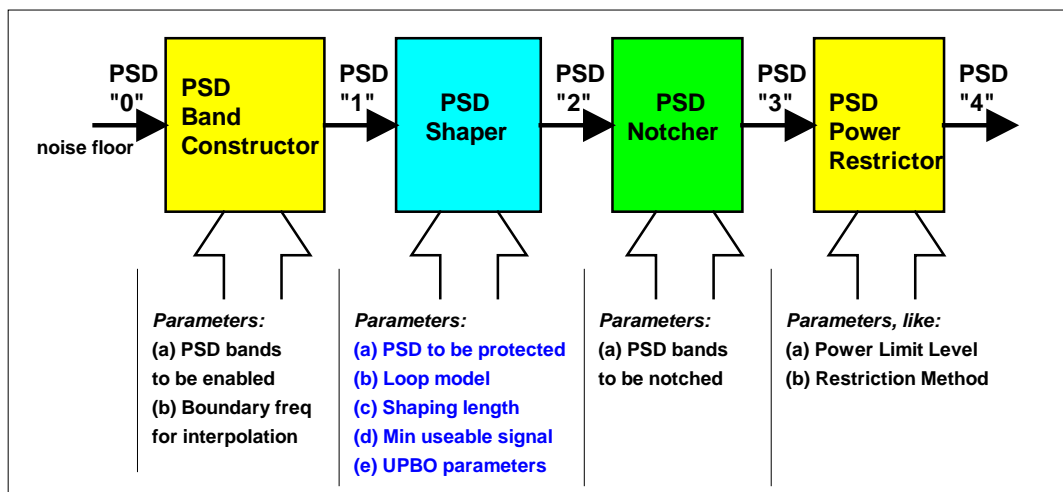 PSD
"0"
noise floor
PSD
Band
Constructor
PSD
"1"
PSD
Shaper
PSD
"2"
PSD
Notcher
PSD
"3"
PSD
Power
Restrictor
PSD
"4"
Parameters:
(a) PSD bands
to be enabled
(b) Boundary freq
for interpolation
Parameters:
(a) PSD to be protected
(b) Loop model
(c) Shaping length
(d) Min useable signal
(e) UPBO parameters
Parameters:
(a) PSD bands
to be notched
Parameters, like:
(a) Power Limit Level
(b) Restriction Method